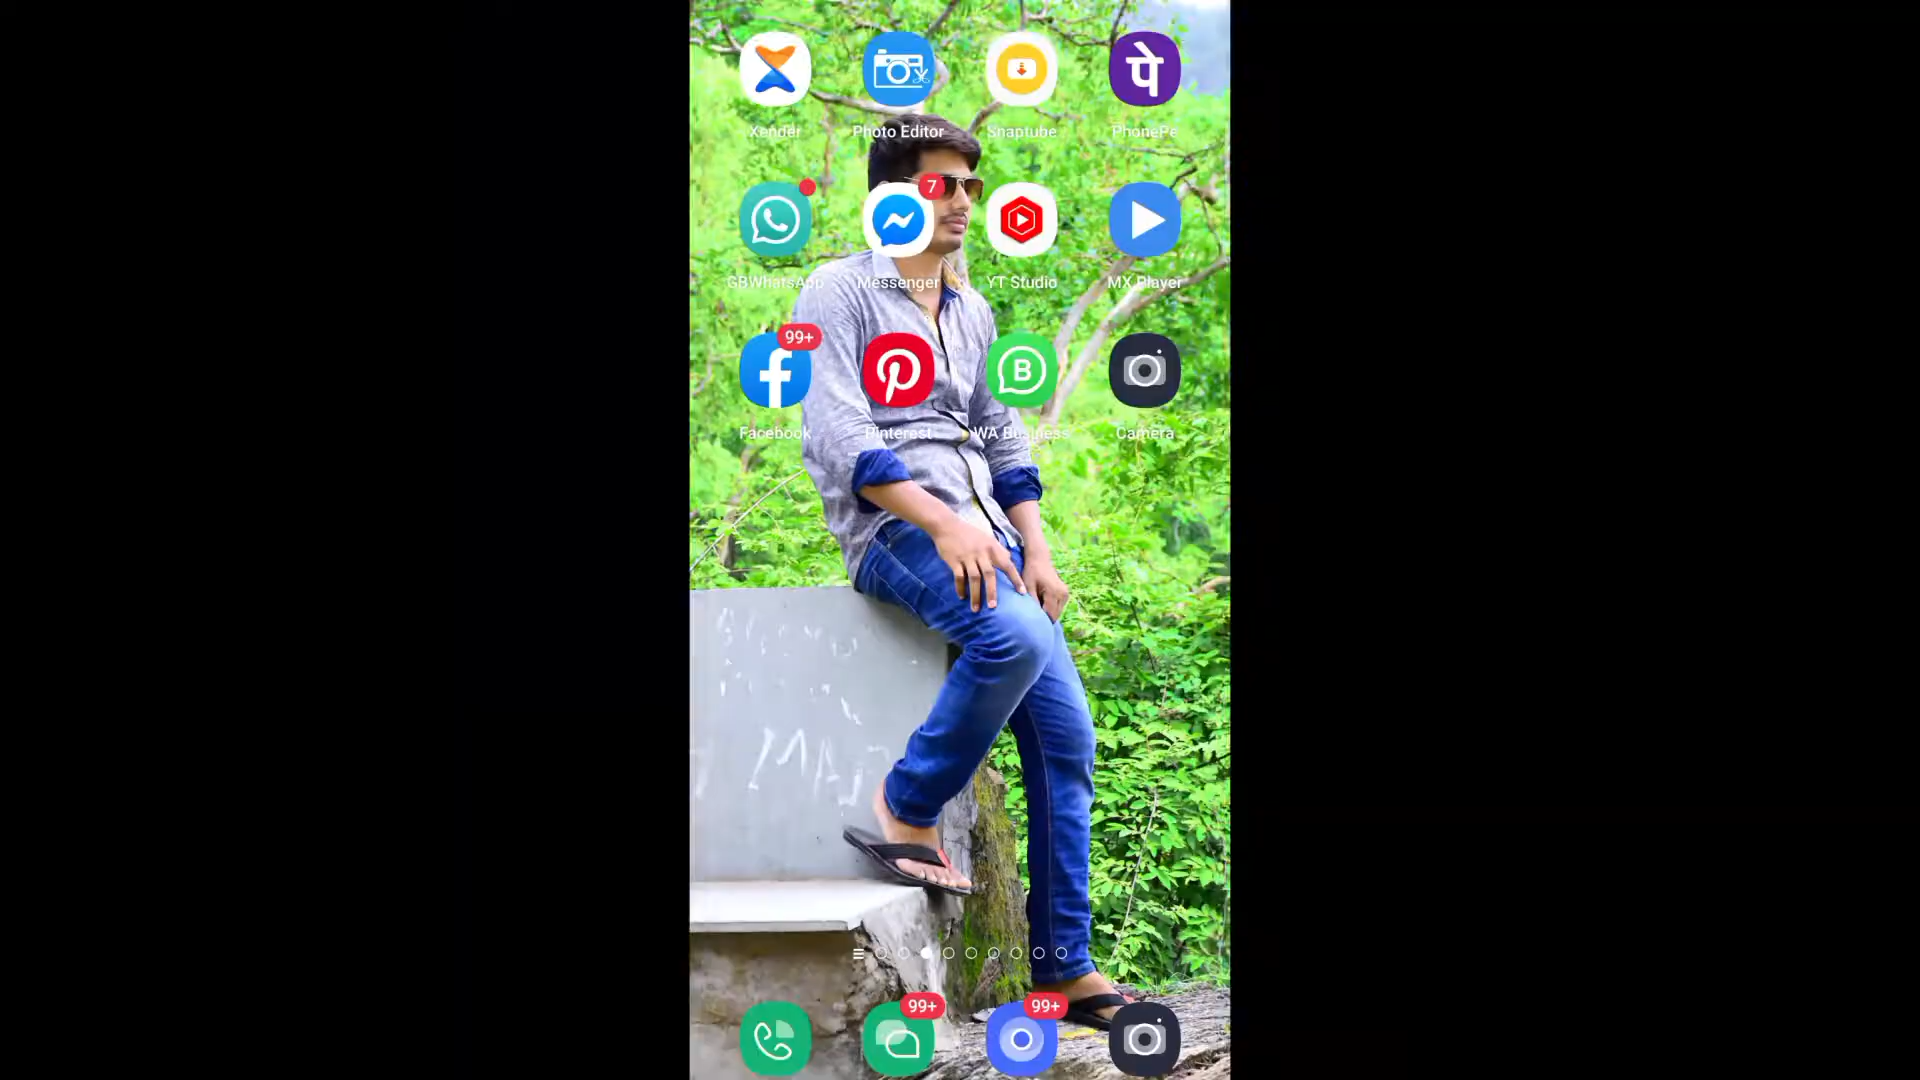 पे
Xender Photo Editor Snaptube PhonePe
7
GBWhatsApp Messenger YT Studio MX Player
99+
B
Facebook Pinterest WA Business Camera
MAJ
99+ 99+